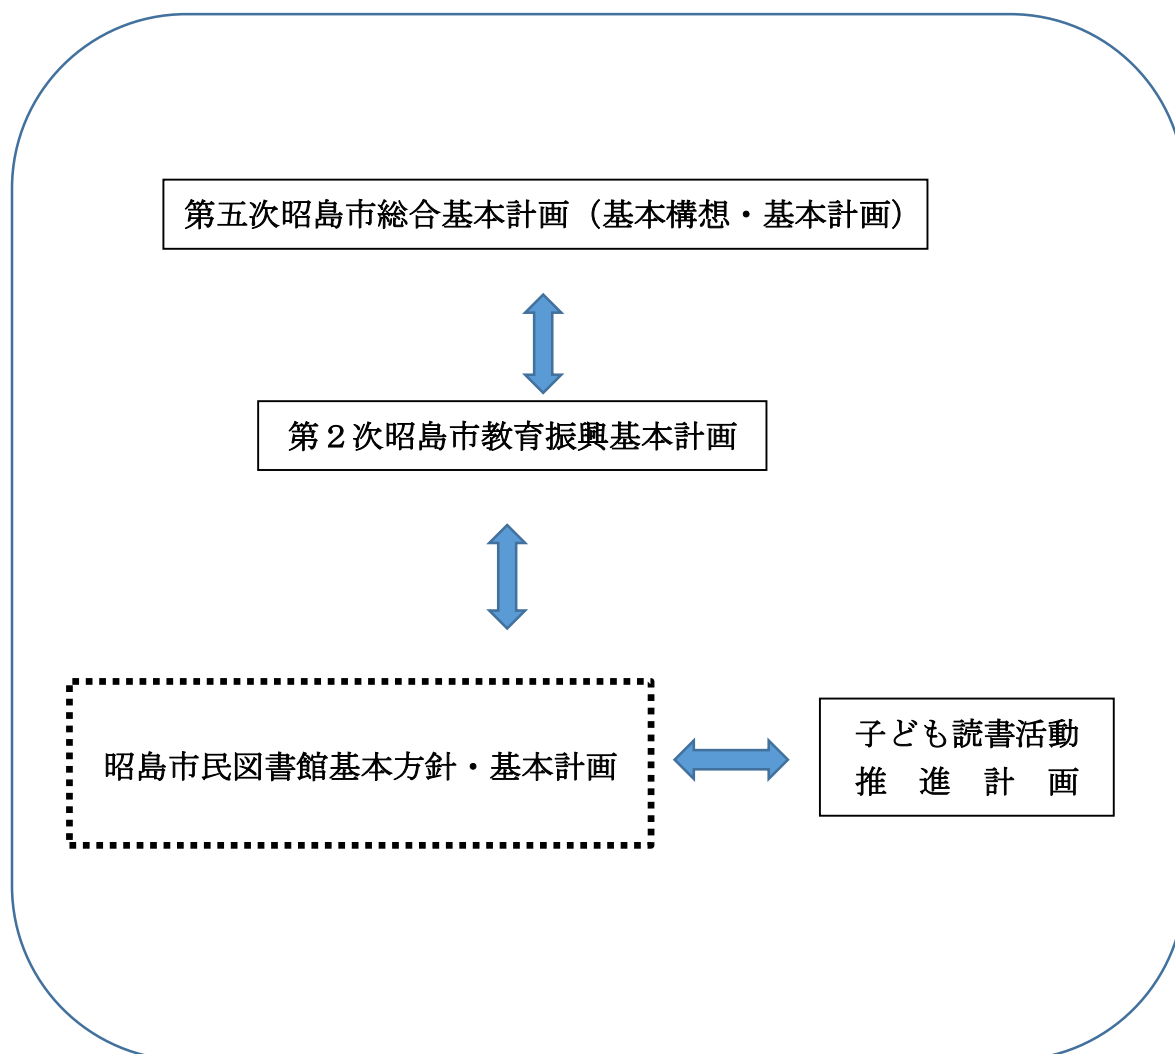 第五次昭島市総合基本計画（基本構想・基本計画）
第２次昭島市教育振興基本計画
昭島市民図書館基本方針・基本計画
子ども読書活動
推　進　計　画